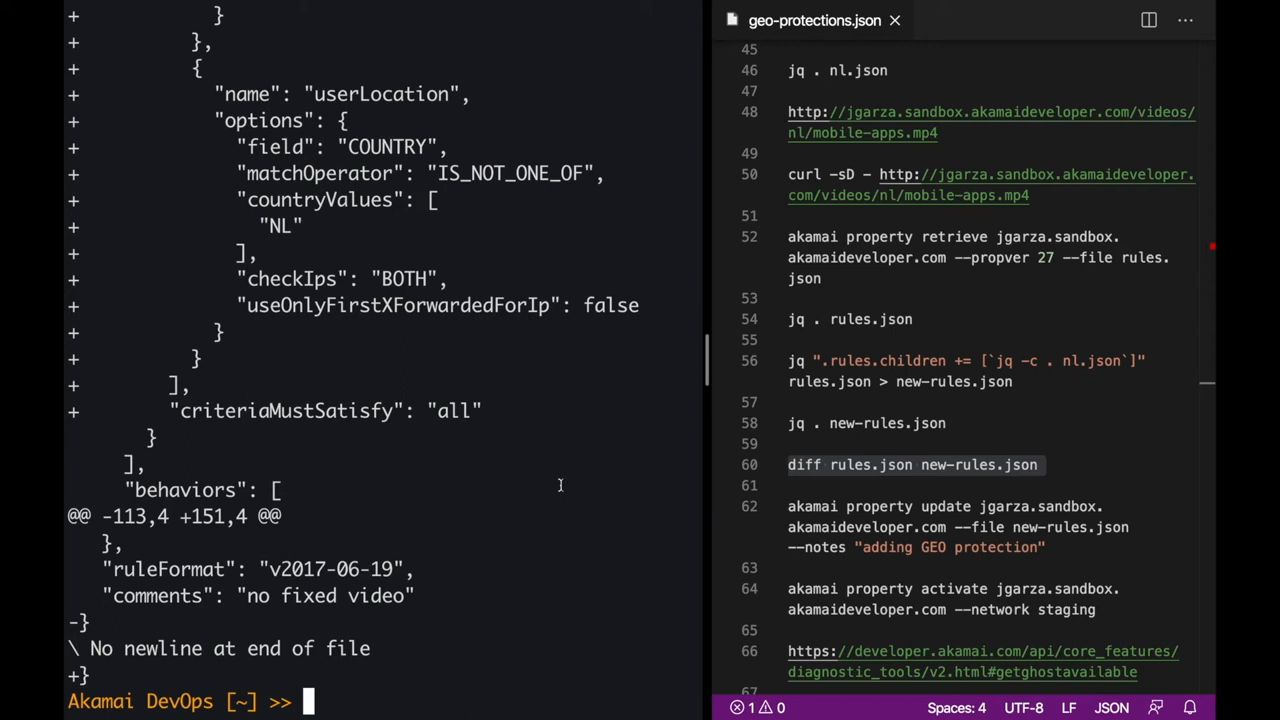 + }
+ },
+ {
+ "name": "userLocation",
+ "options": {
+ "field": "COUNTRY",
+ "matchOperator": "IS_NOT_ONE_OF",
+ "countryValues": [
+ "NL"
+ ],
+ "checkIps": "BOTH",
+ "useOnlyFirstXForwardedForIp": false
+ }
+ }
+ ],
+ "criteriaMustSatisfy": "all"
}
],
"behaviors": [
@@ -113,4 +151,4 @@
},
"ruleFormat": "v2017-06-19",
"comments": "no fixed video"
-}
\ No newline at end of file
+}
Akamai DevOps [~] >>
geo-protections.json
45
46 jq . nl.json
47
48 http://jgarza.sandbox.akamaideveloper.com/videos/
nl/mobile-apps.mp4
49
50 curl -sD - http://jgarza.sandbox.akamaideveloper.
com/videos/nl/mobile-apps.mp4
51
52 akamai property retrieve jgarza.sandbox.
akamaideveloper.com --propver 27 --file rules.
json
53
54 jq . rules.json
55
56 jq ".rules.children += [`jq -c . nl.json`]"
rules.json > new-rules.json
57
58 jq . new-rules.json
59
60 diff rules.json new-rules.json
61
62 akamai property update jgarza.sandbox.
akamaideveloper.com --file new-rules.json
--notes "adding GEO protection"
63
64 akamai property activate jgarza.sandbox.
akamaideveloper.com --network staging
65
66 https://developer.akamai.com/api/core_features/
diagnostic_tools/v2.html#getghostavailable
67
1 0 Spaces: 4 UTF-8 LF JSON